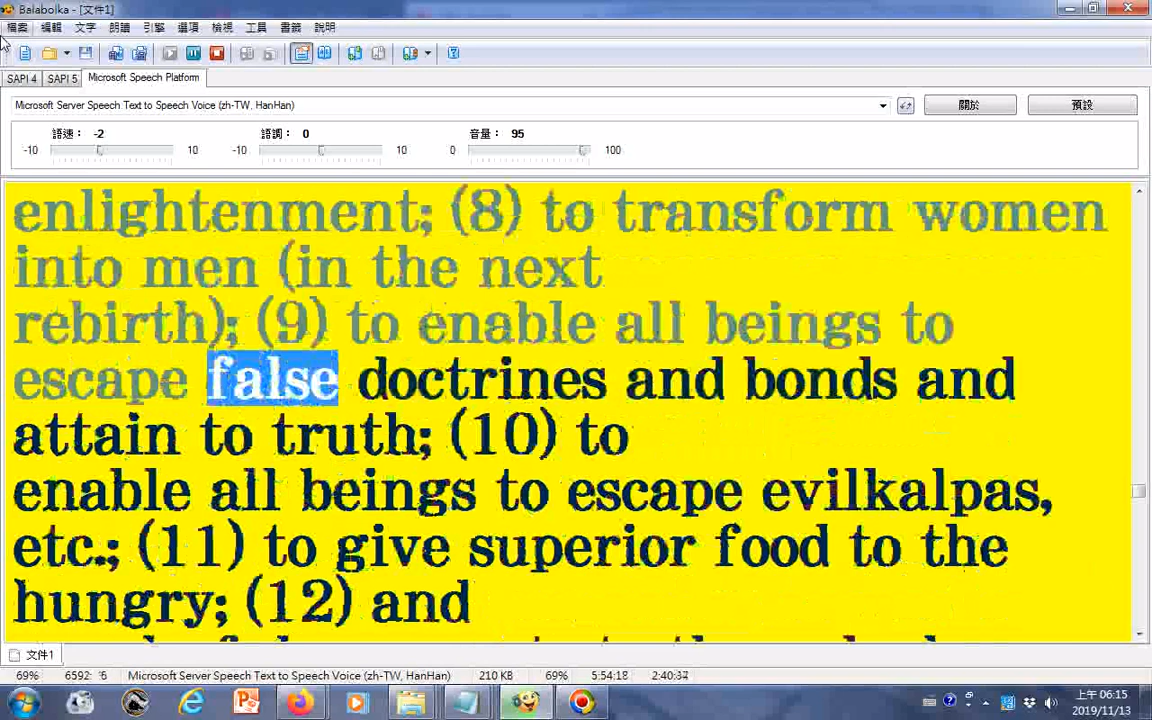 Balabolka - [文件1]
檔案 編輯 文字 朗讀 引擎 選項 檢視 工具 書籤 說明
SAPI 4 SAPI 5 Microsoft Speech Platform
Microsoft Server Speech Text to Speech Voice (zh-TW, HanHan) 關於 預設
語速： -2 語調： 0 音量： 95
-10 10 -10 10 0 100
enlightenment; (8) to transform women
into men (in the next
rebirth); (9) to enable all beings to
escape false doctrines and bonds and
attain to truth; (10) to
enable all beings to escape evilkalpas,
etc.; (11) to give superior food to the
hungry; (12) and
文件1
69% Microsoft Server Speech Text to Speech Voice (zh-TW, HanHan) 210 KB 69% 5:54:18
上午 06:15
2019/11/13